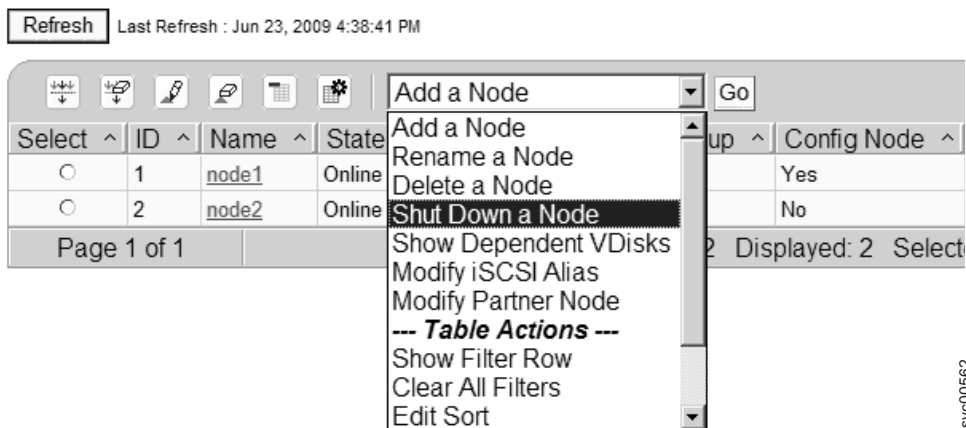 Refresh Last Refresh : Jun 23, 2009 4:38:41 PM
Add a Node Go
Select ID Name State up Config Node
Add a Node
Rename a Node
Delete a Node
Shut Down a Node
Show Dependent VDisks
Modify iSCSI Alias
Modify Partner Node
--- Table Actions ---
Show Filter Row
Clear All Filters
Edit Sort
1 node1 Online Yes
2 node2 Online No
Page 1 of 1 2 Displayed: 2 Select
svc00562